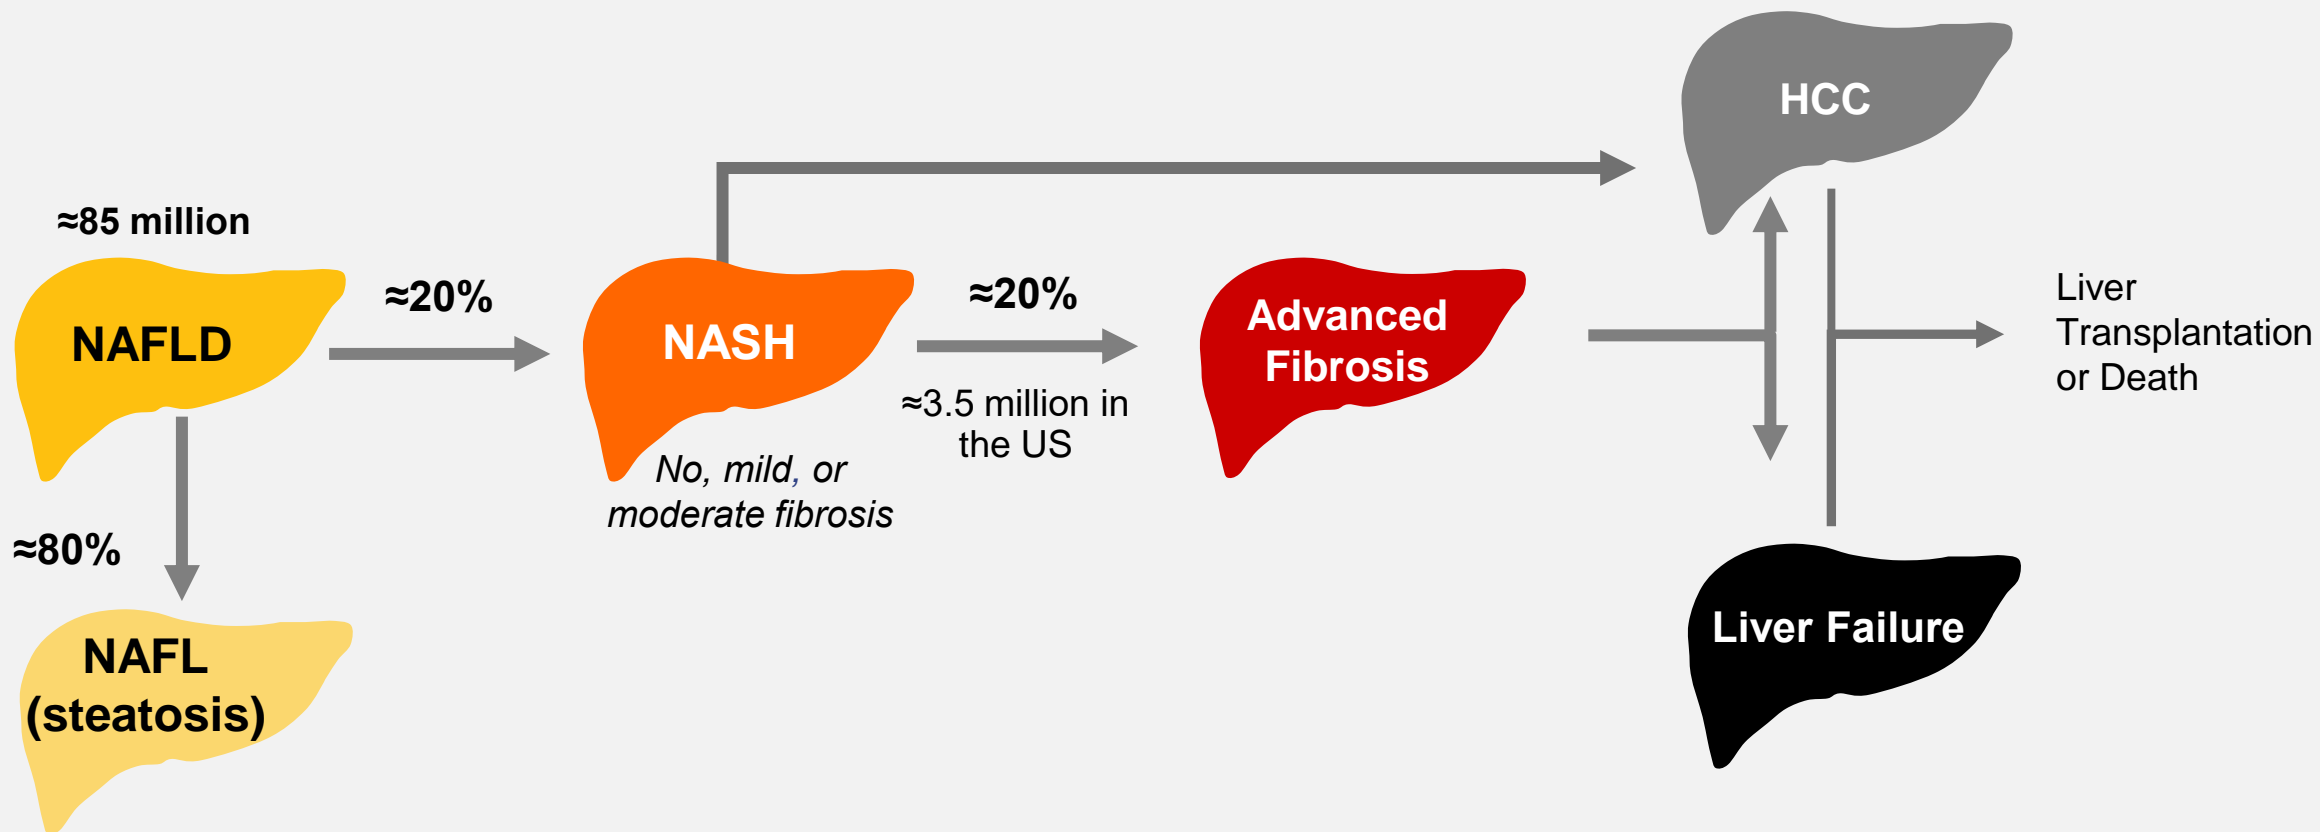 ≈85 million
NAFLD
≈20%
NASH
No, mild, or
moderate fibrosis
≈20%
≈3.5 million in
the US
Advanced
Fibrosis
HCC
Liver
Transplantation
or Death
≈80%
NAFL
(steatosis)
Liver Failure